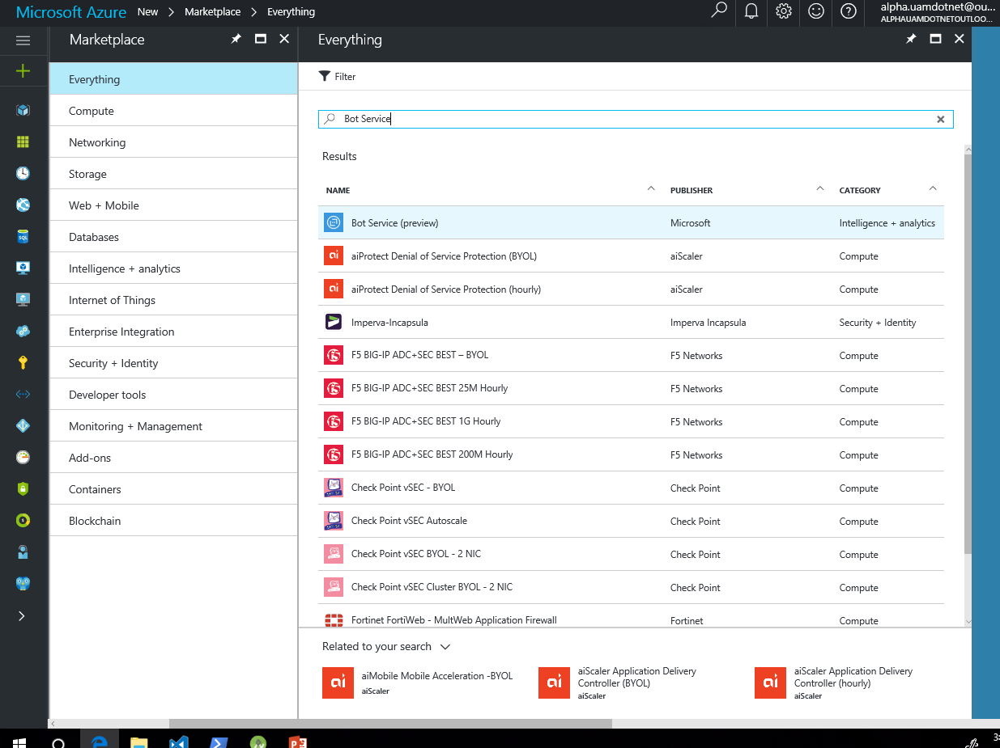 Microsoft Azure New > Marketplace > Everything
alpha.uamdotnet@ou...
ALPHAUAMDOTNETOUTLOO...
Marketplace
Everything
Compute
Networking
Storage
Web + Mobile
Databases
Intelligence + analytics
Internet of Things
Enterprise Integration
Security + Identity
Developer tools
Monitoring + Management
Add-ons
Containers
Blockchain
Everything
Filter
Bot Service
Results
NAME PUBLISHER CATEGORY
Bot Service (preview) Microsoft Intelligence + analytics
ai aiProtect Denial of Service Protection (BYOL) aiScaler Compute
ai aiProtect Denial of Service Protection (hourly) aiScaler Compute
Imperva-Incapsula Imperva Incapsula Security + Identity
F5 BIG-IP ADC+SEC BEST – BYOL F5 Networks Compute
F5 BIG-IP ADC+SEC BEST 25M Hourly F5 Networks Compute
F5 BIG-IP ADC+SEC BEST 1G Hourly F5 Networks Compute
F5 BIG-IP ADC+SEC BEST 200M Hourly F5 Networks Compute
Check Point vSEC - BYOL Check Point Compute
Check Point vSEC Autoscale Check Point Compute
Check Point vSEC BYOL - 2 NIC Check Point Compute
Check Point vSEC Cluster BYOL - 2 NIC Check Point Compute
Fortinet FortiWeb - MultWeb Application Firewall Fortinet Compute
Related to your search
ai aiMobile Mobile Acceleration -BYOL
aiScaler
ai aiScaler Application Delivery
Controller (BYOL)
aiScaler
ai aiScaler Application Delivery
Controller (hourly)
aiScaler